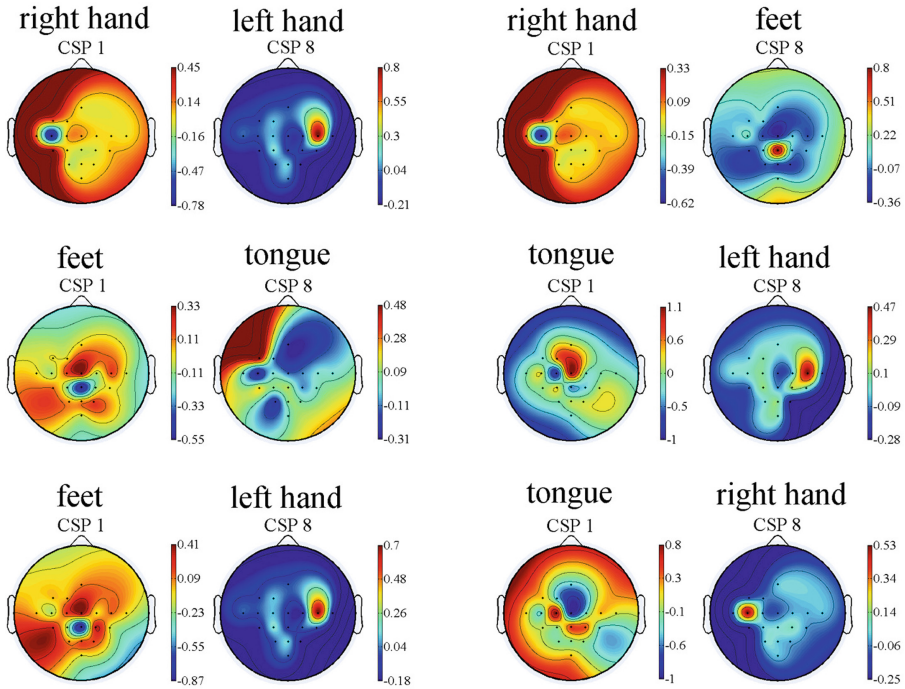 right hand
left hand
right hand
feet
CSP 1
CSP 8
CSP 1
CSP 8
0.45
0.14
-0.16
-0.47
-0.78
0.8
0.55
0.3
0.04
-0.21
0.33
0.09
-0.15
-0.39
-0.62
0.8
0.51
0.22
-0.07
-0.36
feet
tongue
tongue
left hand
CSP 1
CSP 8
CSP 1
CSP 8
0.33
0.11
-0.11
-0.33
-0.55
0.48
0.28
0.09
-0.11
-0.31
1.1
0.6
0
-0.5
-1
0.47
0.29
0.1
-0.09
-0.28
feet
left hand
tongue
right hand
CSP 1
CSP 8
CSP 1
CSP 8
0.41
0.09
-0.23
-0.55
-0.87
0.7
0.48
0.26
0.04
-0.18
0.8
0.3
-0.1
-0.6
-1
0.53
0.34
0.14
-0.06
-0.25